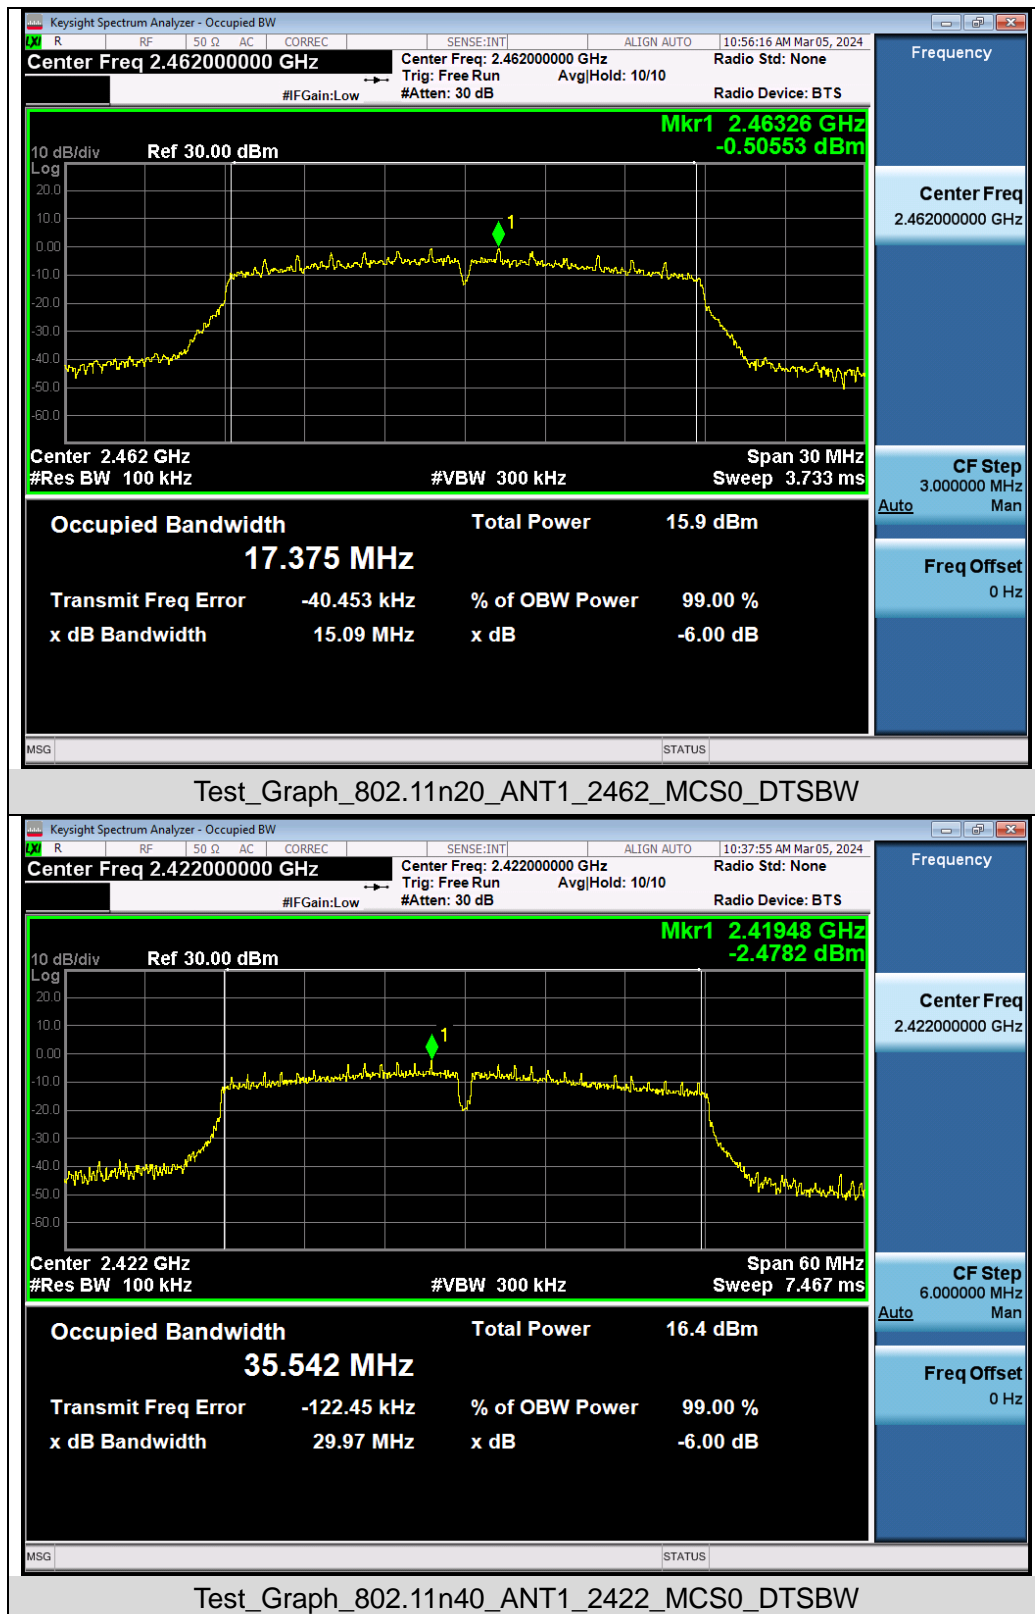 Keysight Spectrum Analyzer - Occupied BW
LXI R RF 50 Ω AC CORREC SENSE:INT ALIGN AUTO 10:56:16 AM Mar 05, 2024
Center Freq 2.462000000 GHz
Center Freq: 2.462000000 GHz
Radio Std: None
Trig: Free Run Avg|Hold: 10/10
#IFGain:Low
#Atten: 30 dB
Radio Device: BTS
Mkr1 2.46326 GHz
-0.50553 dBm
10 dB/div Ref 30.00 dBm
Log
20.0
10.0
0.00
-10.0
-20.0
-30.0
-40.0
-50.0
-60.0
1
Center 2.462 GHz Span 30 MHz
#Res BW 100 kHz #VBW 300 kHz Sweep 3.733 ms
Occupied Bandwidth Total Power 15.9 dBm
17.375 MHz
Transmit Freq Error -40.453 kHz % of OBW Power 99.00 %
x dB Bandwidth 15.09 MHz x dB -6.00 dB
MSG STATUS
Frequency
Center Freq
2.462000000 GHz
CF Step
3.000000 MHz
Auto Man
Freq Offset
0 Hz
Test_Graph_802.11n20_ANT1_2462_MCS0_DTSBW
Keysight Spectrum Analyzer - Occupied BW
LXI R RF 50 Ω AC CORREC SENSE:INT ALIGN AUTO 10:37:55 AM Mar 05, 2024
Center Freq 2.422000000 GHz
Center Freq: 2.422000000 GHz
Radio Std: None
Trig: Free Run Avg|Hold: 10/10
#IFGain:Low
#Atten: 30 dB
Radio Device: BTS
Mkr1 2.41948 GHz
-2.4782 dBm
10 dB/div Ref 30.00 dBm
Log
20.0
10.0
0.00
-10.0
-20.0
-30.0
-40.0
-50.0
-60.0
1
Center 2.422 GHz Span 60 MHz
#Res BW 100 kHz #VBW 300 kHz Sweep 7.467 ms
Occupied Bandwidth Total Power 16.4 dBm
35.542 MHz
Transmit Freq Error -122.45 kHz % of OBW Power 99.00 %
x dB Bandwidth 29.97 MHz x dB -6.00 dB
MSG STATUS
Frequency
Center Freq
2.422000000 GHz
CF Step
6.000000 MHz
Auto Man
Freq Offset
0 Hz
Test_Graph_802.11n40_ANT1_2422_MCS0_DTSBW